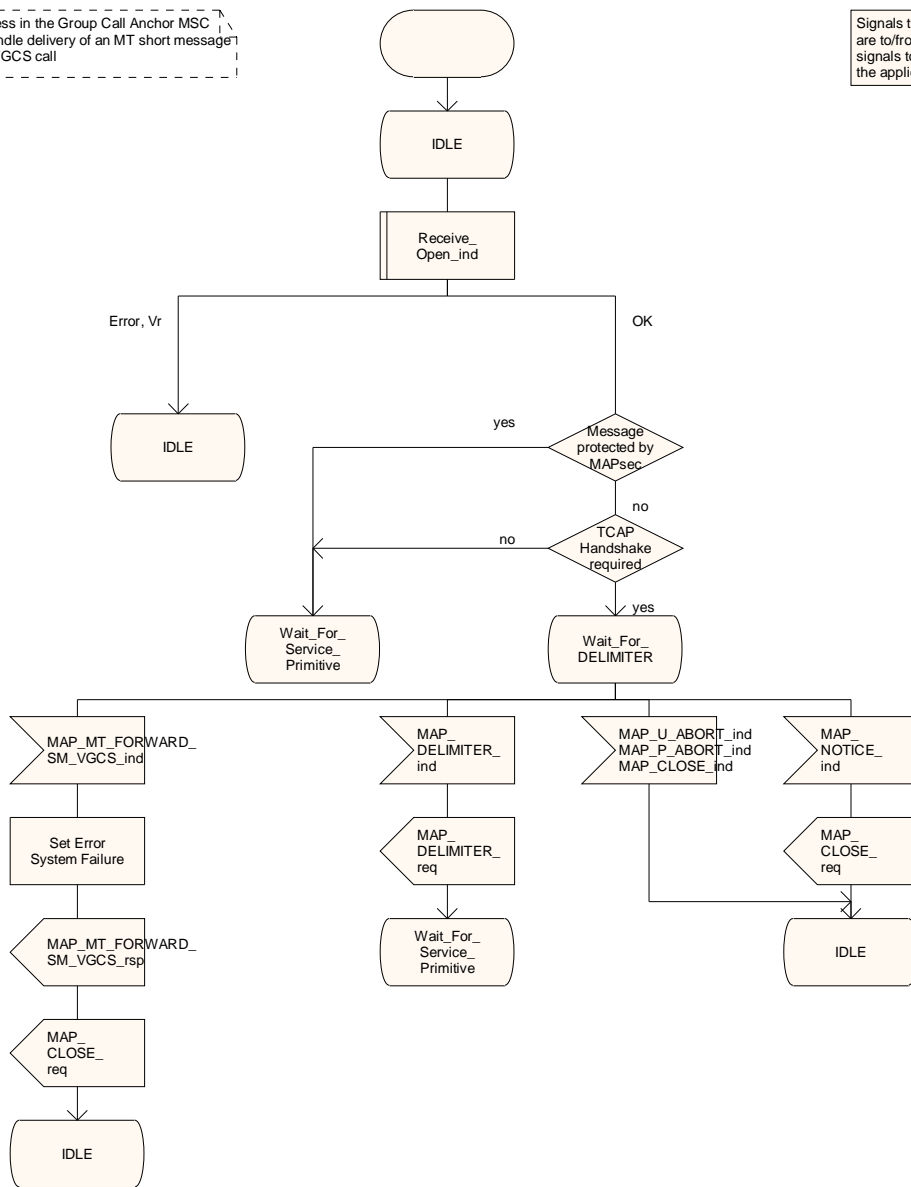 ess in the Group Call Anchor MSC
ndle delivery of an MT short message
GCS call
Signals t
are to/fro
signals to
the applic
IDLE
Receive_
Open_ind
Error, Vr
OK
IDLE
yes
Message
protected by
MAPsec
no
no
TCAP
Handshake
required
yes
Wait_For_
Service_
Primitive
Wait_For_
DELIMITER
MAP_MT_FORWARD_
SM_VGCS_ind
MAP_
DELIMITER_
ind
MAP_U_ABORT_ind
MAP_P_ABORT_ind
MAP_CLOSE_ind
MAP_
NOTICE_
ind
Set Error
System Failure
MAP_
DELIMITER_
req
MAP_
CLOSE_
req
MAP_MT_FORWARD_
SM_VGCS_rsp
Wait_For_
Service_
Primitive
IDLE
MAP_
CLOSE_
req
IDLE